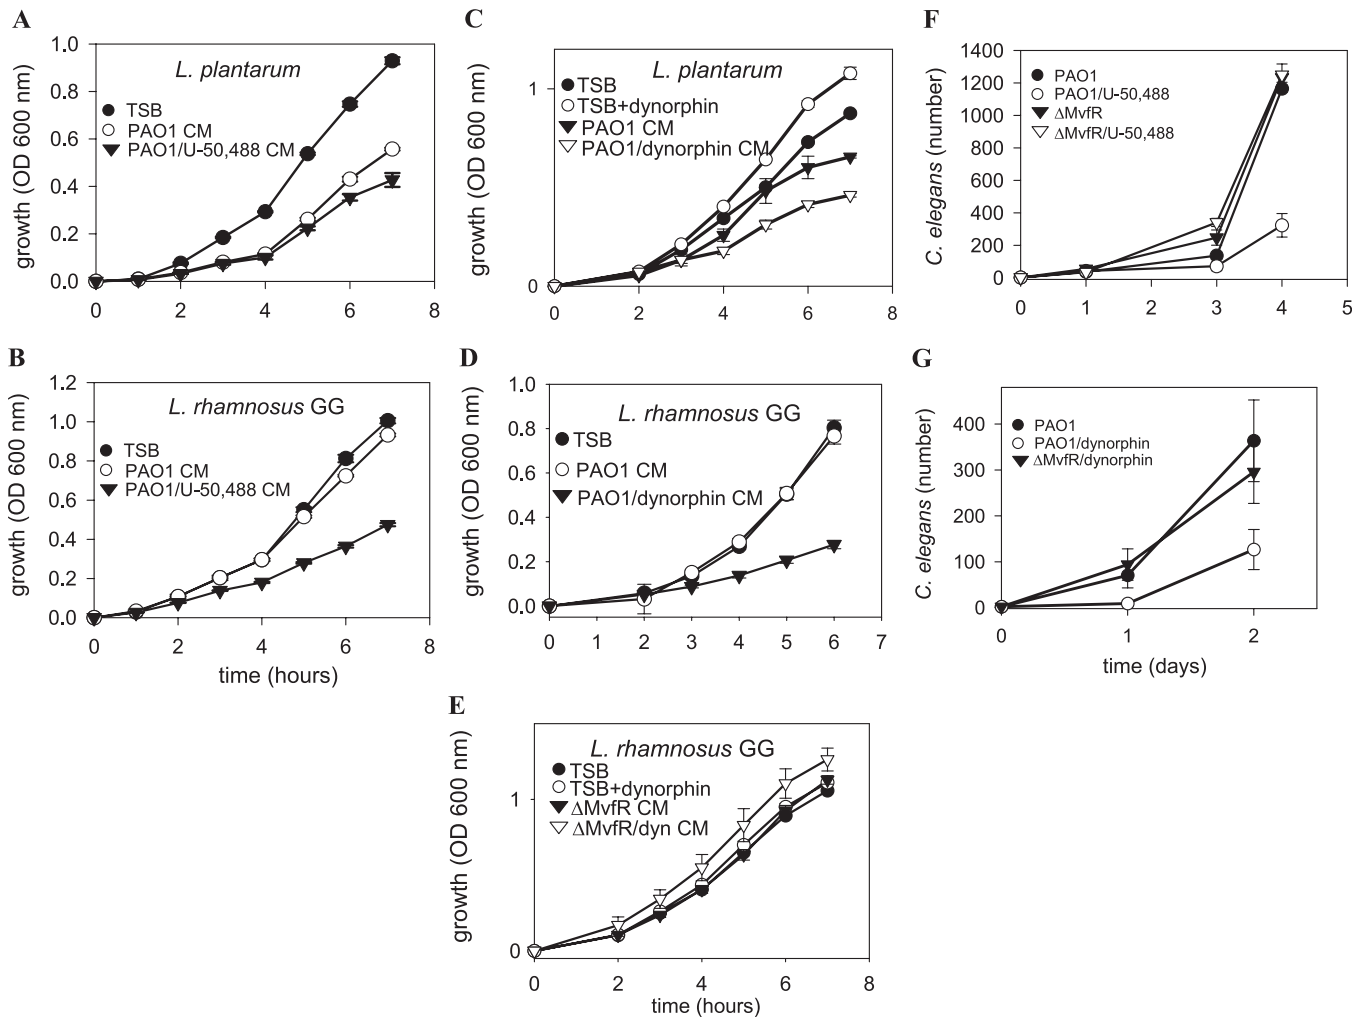 A
growth (OD 600 nm)
1.0
0.8
0.6
0.4
0.2
0.0
L. plantarum
TSB
PAO1 CM
PAO1/U-50,488 CM
0 2 4 6 8
B
growth (OD 600 nm)
1.2
1.0
0.8
0.6
0.4
0.2
0.0
L. rhamnosus GG
TSB
PAO1 CM
PAO1/U-50,488 CM
0 2 4 6 8
time (hours)
C
growth (OD 600 nm)
1
0
L. plantarum
TSB
TSB+dynorphin
PAO1 CM
PAO1/dynorphin CM
0 1 2 3 4 5 6 7 8
D
growth (OD 600 nm)
1.0
0.8
0.6
0.4
0.2
0.0
L. rhamnosus GG
TSB
PAO1 CM
PAO1/dynorphin CM
0 1 2 3 4 5 6 7
E
growth (OD 600 nm)
1
0
L. rhamnosus GG
TSB
TSB+dynorphin
ΔMvfR CM
ΔMvfR/dyn CM
0 2 4 6 8
time (hours)
F
C. elegans (number)
1400
1200
1000
800
600
400
200
0
PAO1
PAO1/U-50,488
ΔMvfR
ΔMvfR/U-50,488
0 1 2 3 4 5
G
C. elegans (number)
400
300
200
100
0
PAO1
PAO1/dynorphin
ΔMvfR/dynorphin
0 1 2
time (days)